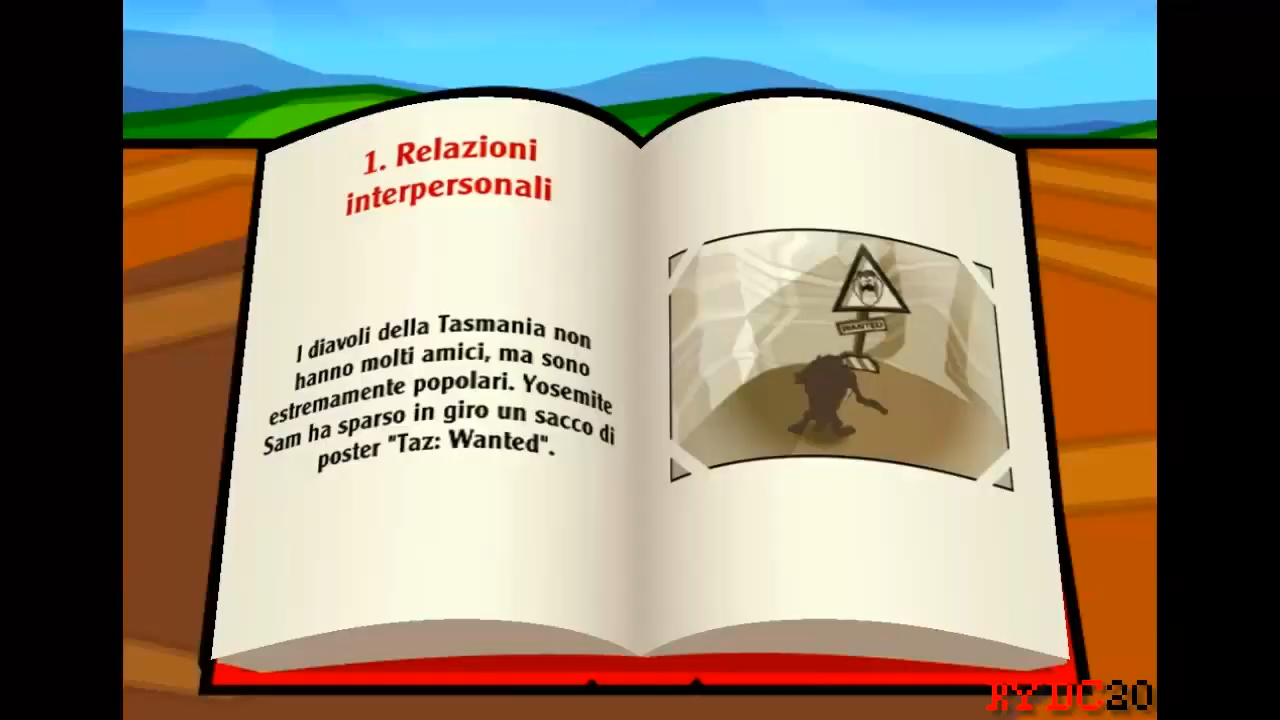 1. Relazioni
interpersonali
I diavoli della Tasmania non
hanno molti amici, ma sono
estremamente popolari. Yosemite
Sam ha sparso in giro un sacco di
poster "Taz: Wanted".
WANTED
RYDC30